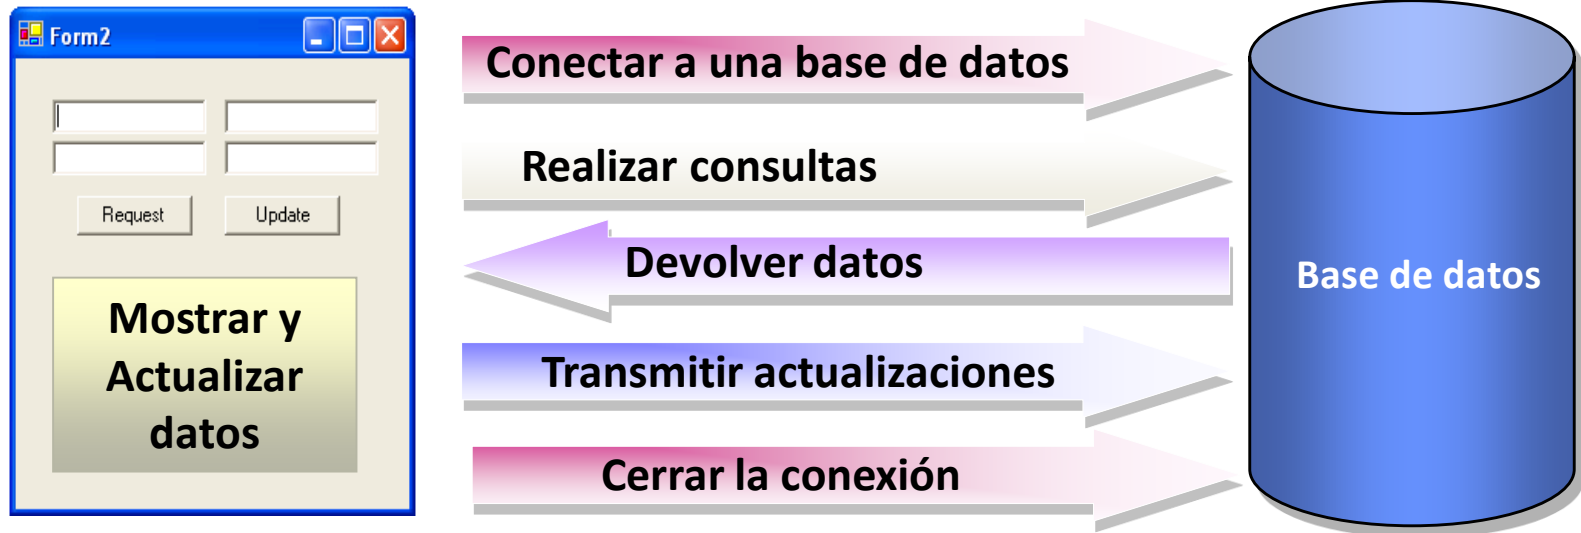 Form2
Request
Update
Mostrar y
Actualizar
datos
Conectar a una base de datos
Realizar consultas
Devolver datos
Transmitir actualizaciones
Cerrar la conexión
Base de datos